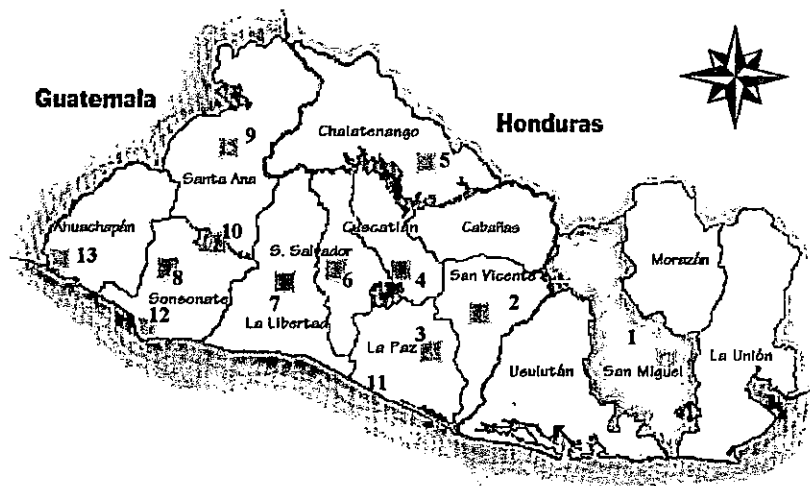 Guatemala
Honduras
9
Chalatenango
5
Santa Ana
Ahuachapán
Cuscatlán
Cabañas
10
S. Salvador
13
8
6
4
San Vicente
Morazán
Sonsonate
7
2
12
La Libertad
3
La Paz
1
La Unión
Usulután
San Miguel
11